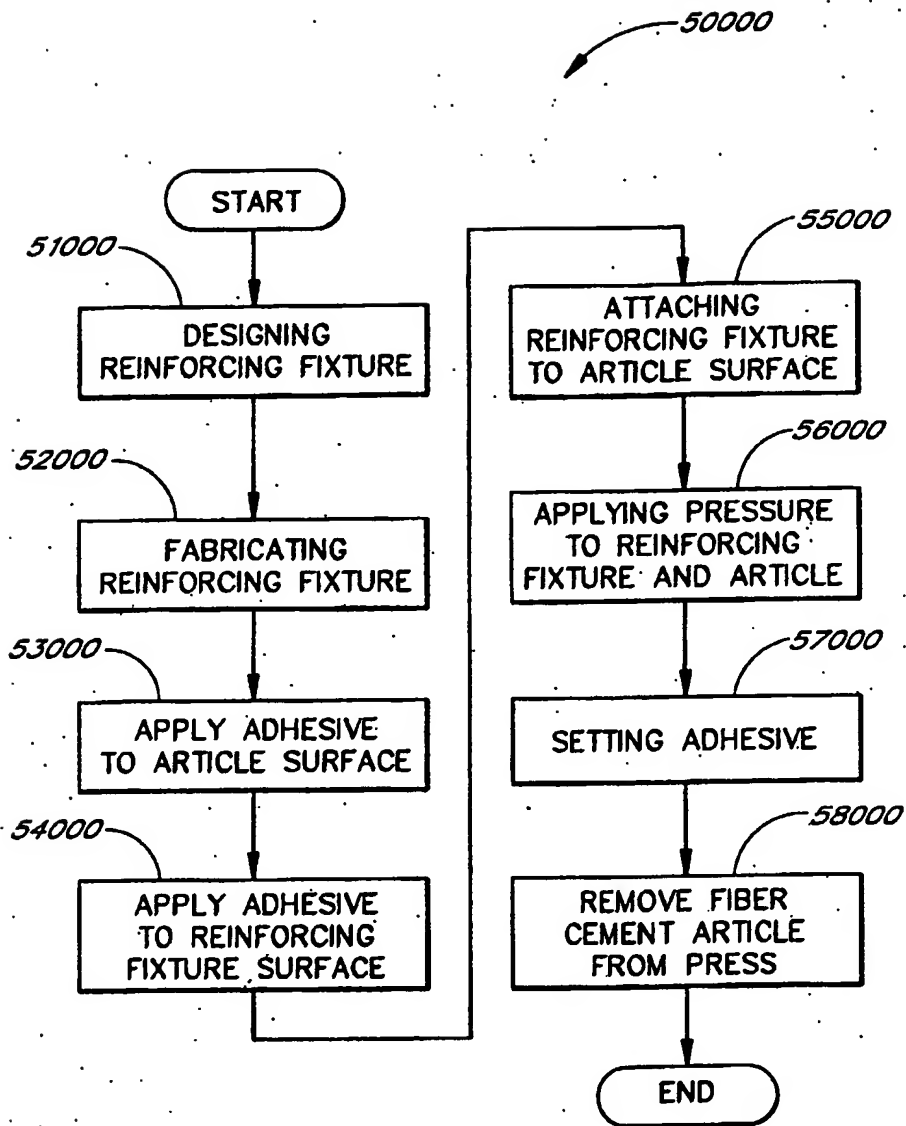 50000
START
51000
DESIGNING
REINFORCING FIXTURE
52000
FABRICATING
REINFORCING FIXTURE
53000
APPLY ADHESIVE
TO ARTICLE SURFACE
54000
APPLY ADHESIVE
TO REINFORCING
FIXTURE SURFACE
55000
ATTACHING
REINFORCING FIXTURE
TO ARTICLE SURFACE
56000
APPLYING PRESSURE
TO REINFORCING
FIXTURE AND ARTICLE
57000
SETTING ADHESIVE
58000
REMOVE FIBER
CEMENT ARTICLE
FROM PRESS
END